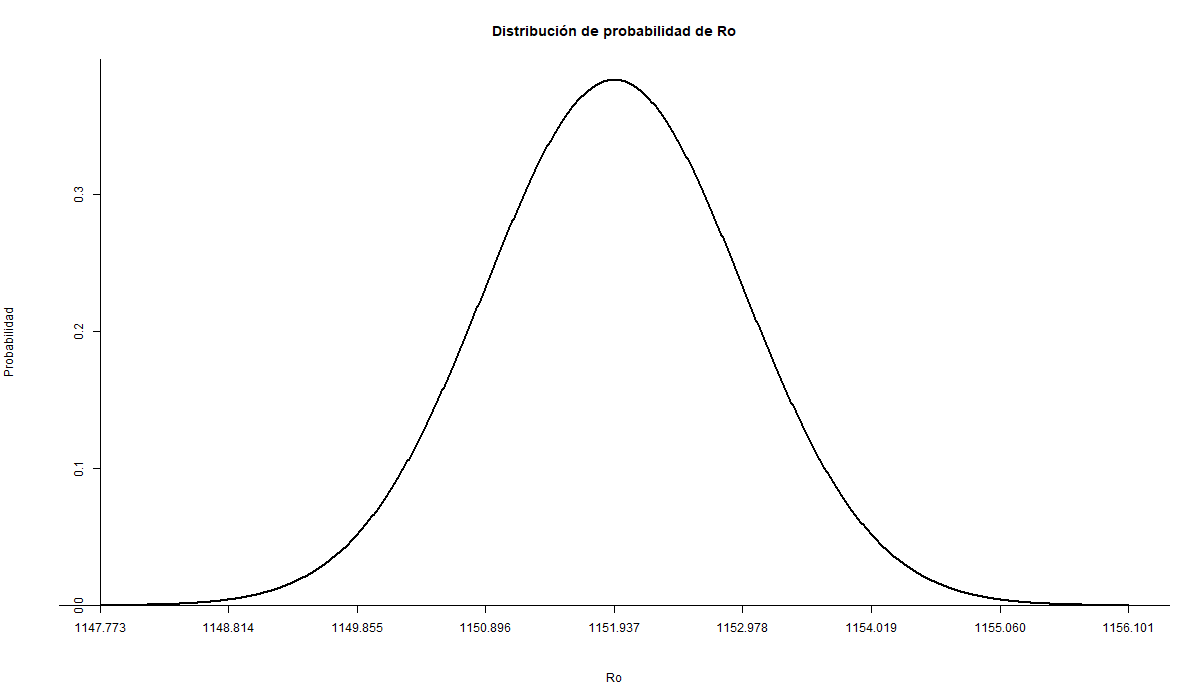 Distribución de probabilidad de Ro
Probabilidad
0.3
0.2
0.1
0.0
1147.773 1148.814 1149.855 1150.896 1151.937 1152.978 1154.019 1155.060 1156.101
Ro